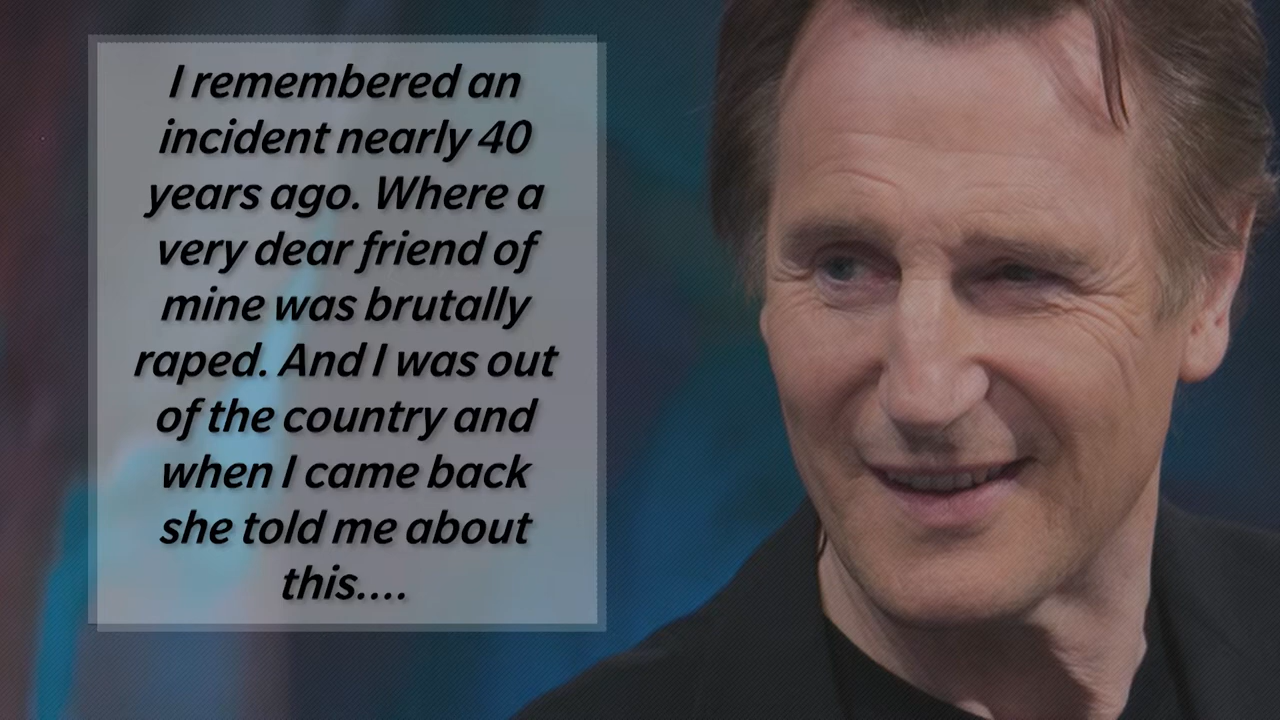 I remembered an
incident nearly 40
years ago. Where a
very dear friend of
mine was brutally
raped. And I was out
of the country and
when I came back
she told me about
this....